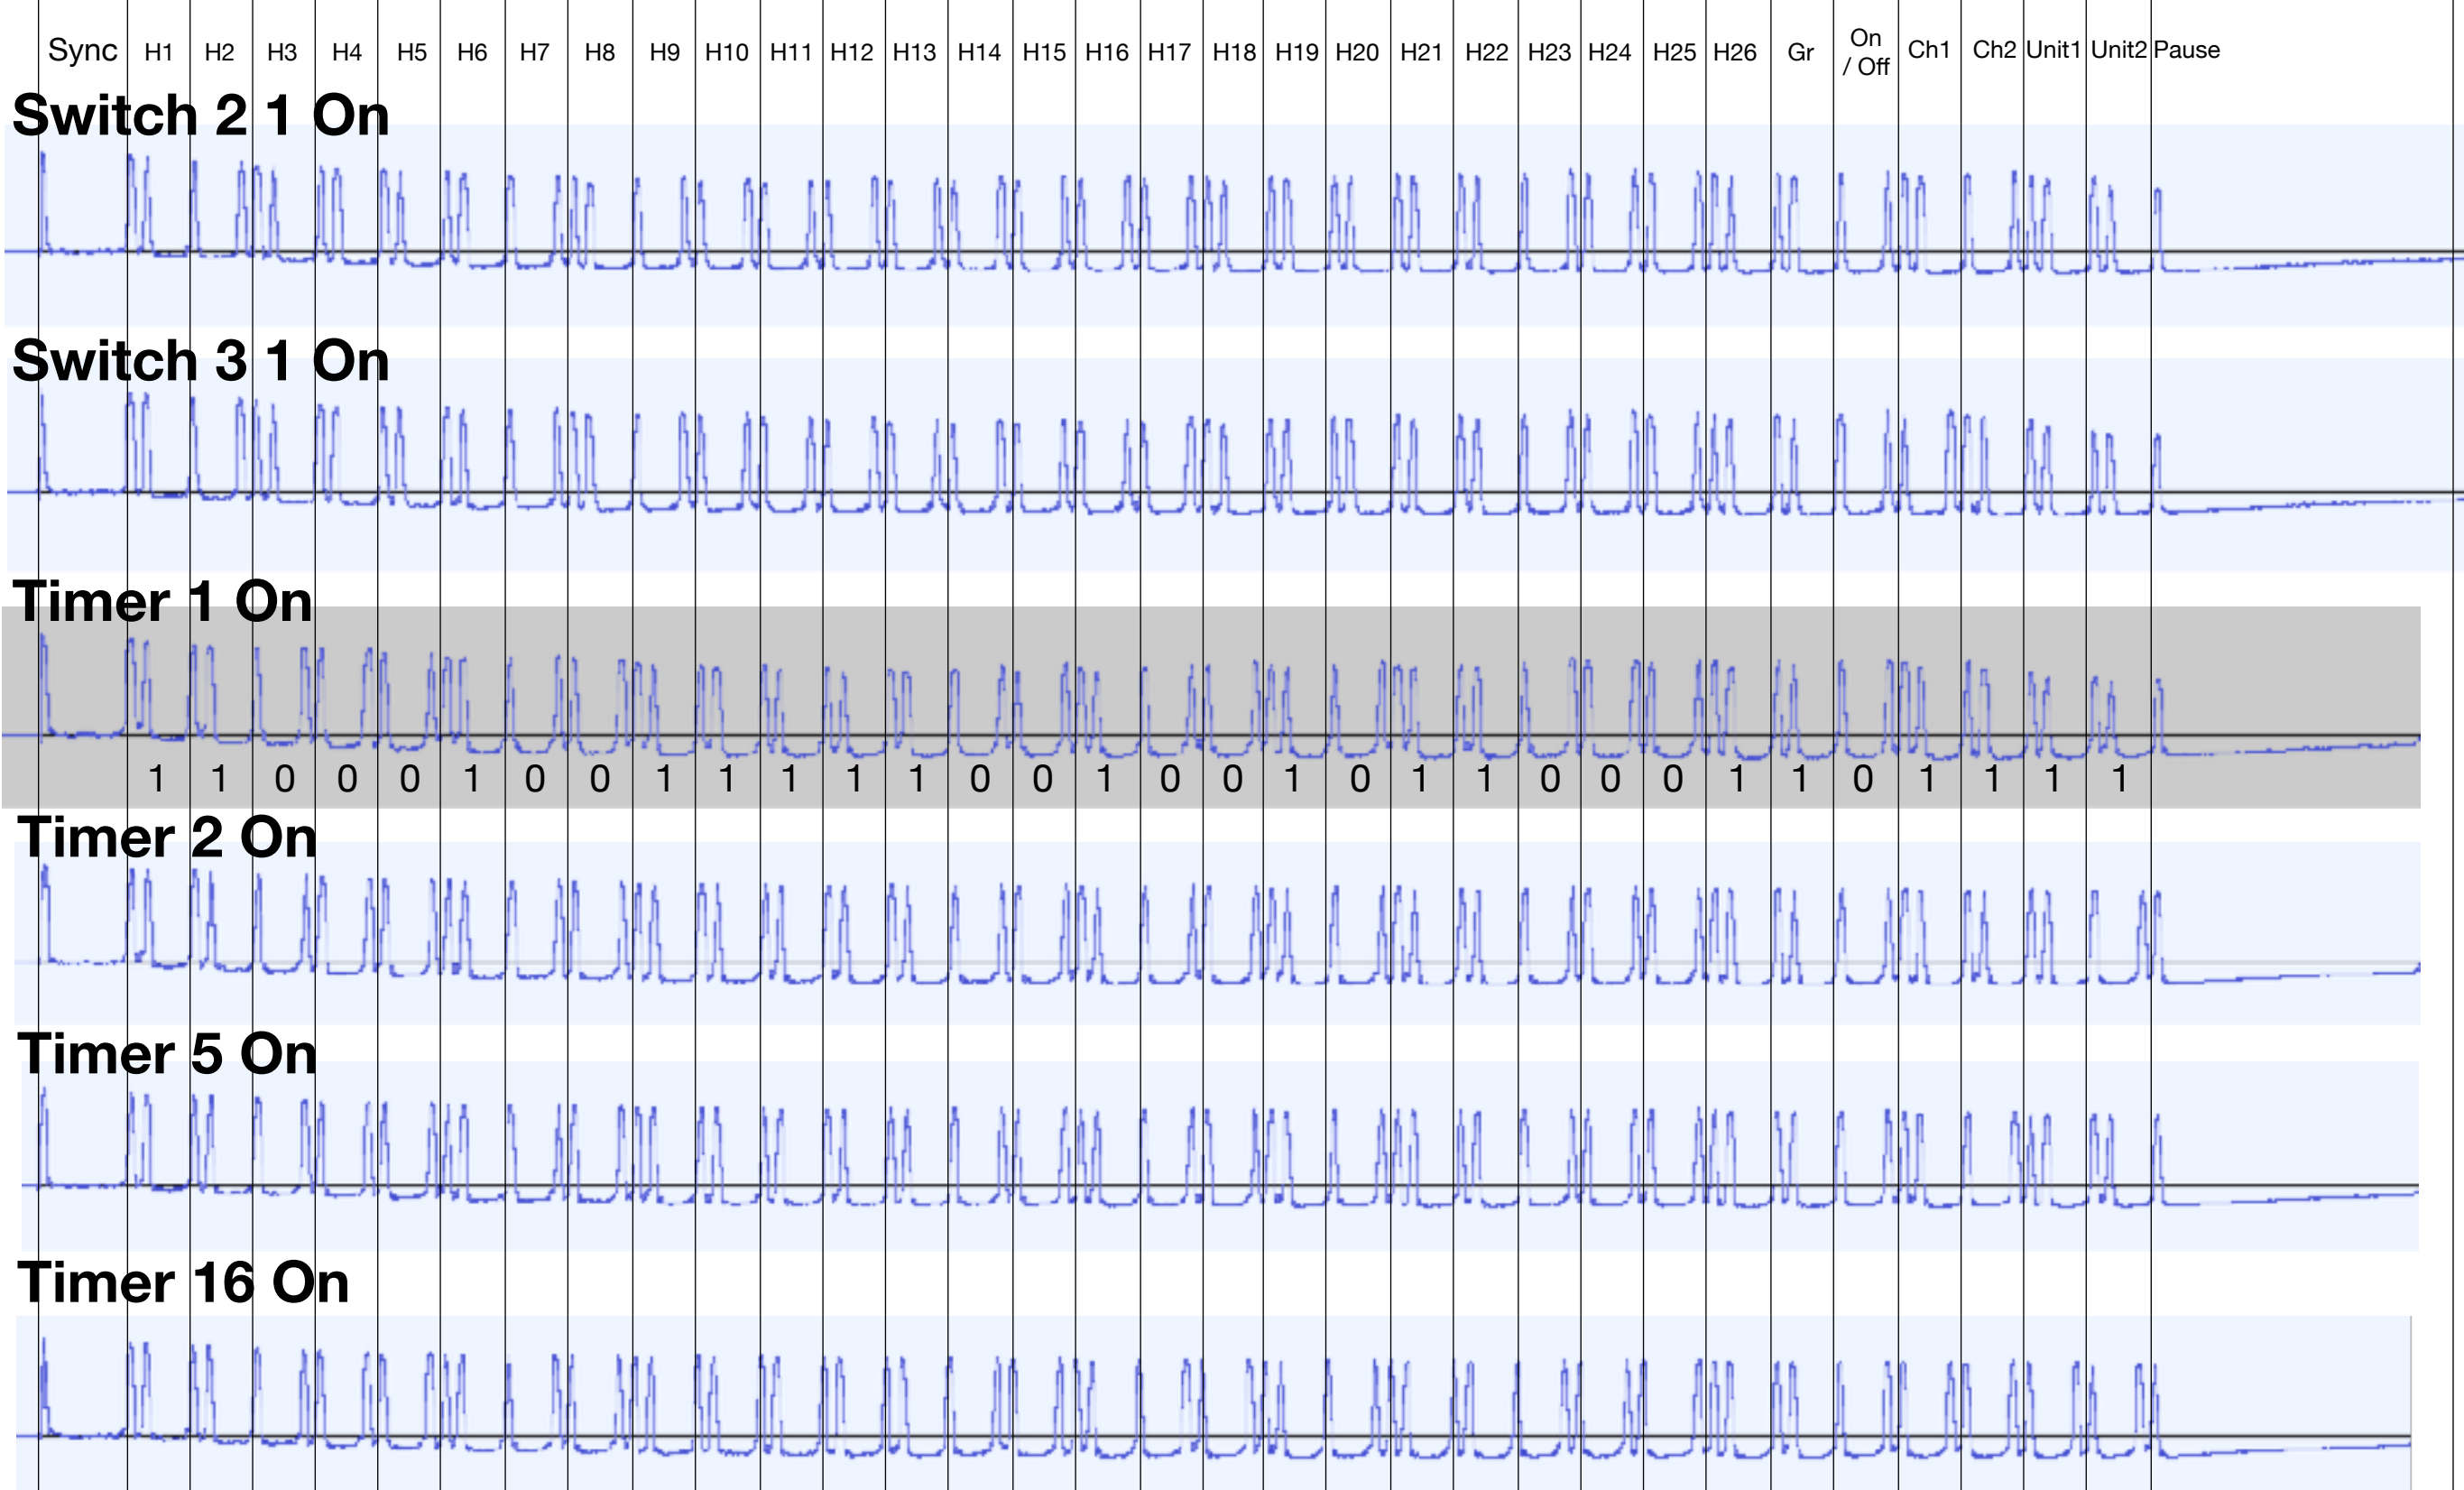 Sync H1 H2 H3 H4 H5 H6 H7 H8 H9 H10 H11 H12 H13 H14 H15 H16 H17 H18 H19 H20 H21 H22 H23 H24 H25 H26 Gr On / Off Ch1 Ch2 Unit1 Unit2 Pause
Switch 2 1 On
Switch 3 1 On
Timer 1 On
1 1 0 0 0 1 0 0 1 1 1 1 1 0 0 1 0 0 1 0 1 1 0 0 0 1 1 0 1 1 1 1
Timer 2 On
Timer 5 On
Timer 16 On